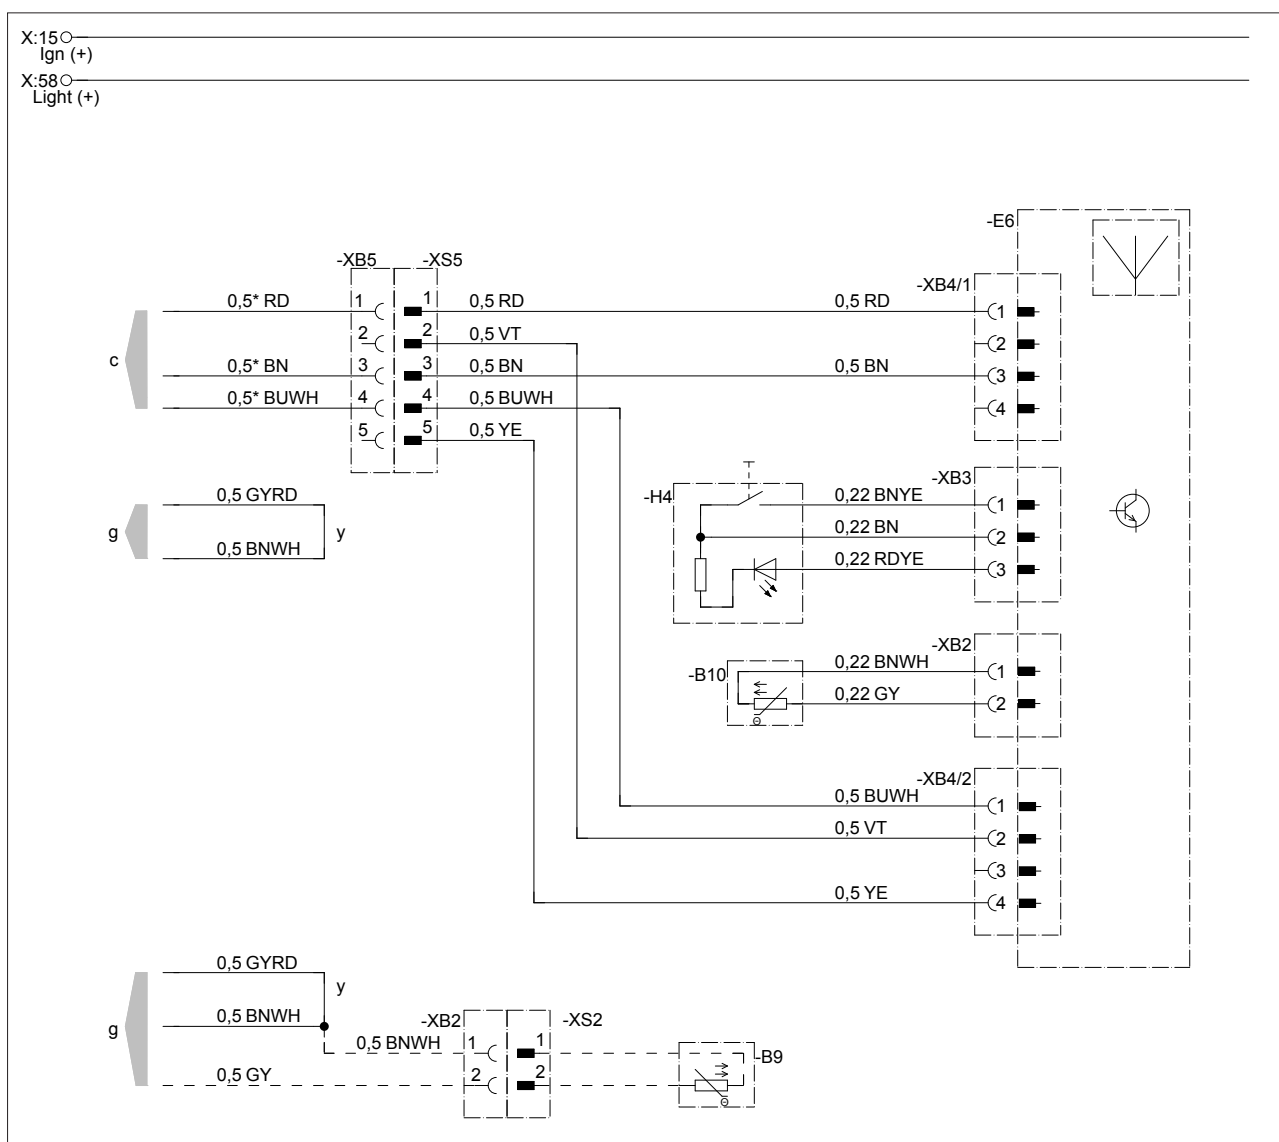 X:15
Ign (+)
X:58
Light (+)
-E6
-XB5 -XS5
-XB4/1
0,5* RD 1 1 0,5 RD 0,5 RD 1
2 2 0,5 VT 2
c 0,5* BN 3 3 0,5 BN 0,5 BN 3
0,5* BUWH 4 4 0,5 BUWH 4
5 5 0,5 YE
-XB3
0,5 GYRD -H4 0,22 BNYE 1
g y 0,22 BN 2
0,5 BNWH 0,22 RDYE 3
-XB2
-B10 0,22 BNWH 1
0,22 GY 2
Θ
-XB4/2
0,5 BUWH 1
0,5 VT 2
3
0,5 YE 4
0,5 GYRD
y
g 0,5 BNWH -XB2 -XS2
0,5 BNWH 1 1 -B9
0,5 GY 2 2
Θ